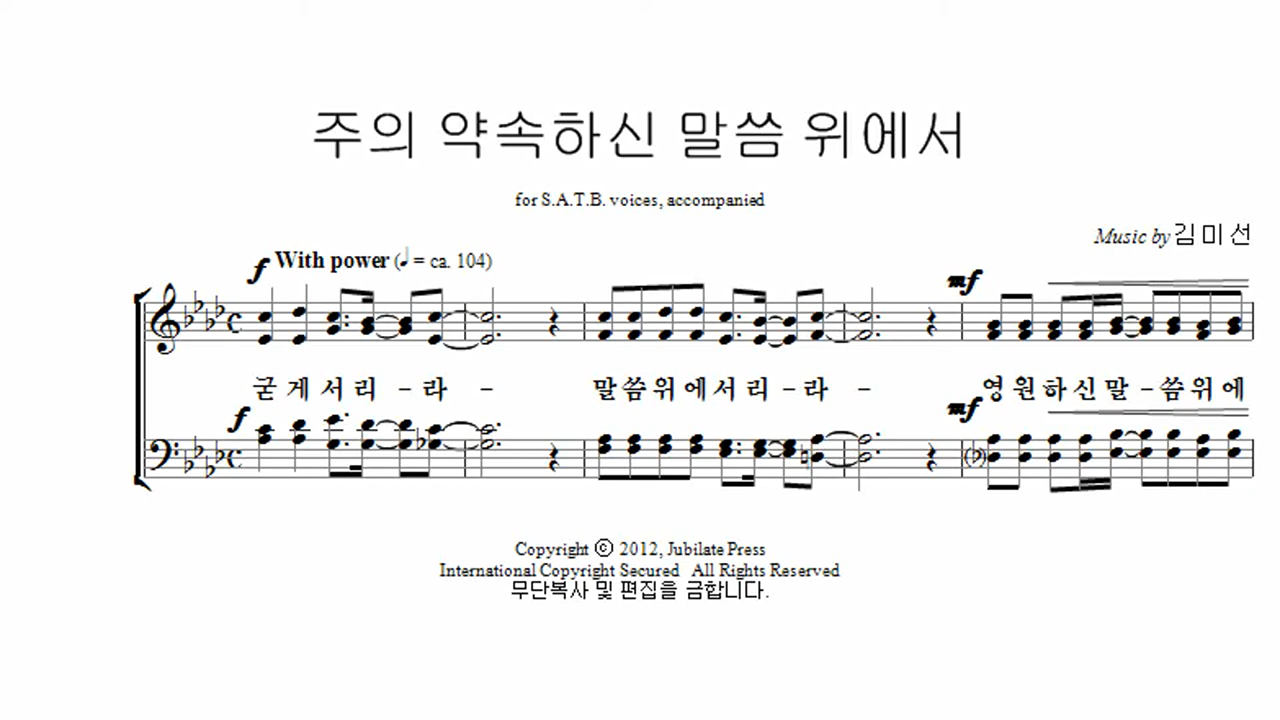 주의 약속하신 말씀 위에서
for S.A.T.B. voices, accompanied
Music by 김미선
f With power (♩ = ca. 104)
mf
굳게서리 - 라 - 말씀위에서리 - 라 - 영원하신말 - 씀위에
f mf
Copyright © 2012, Jubilate Press
International Copyright Secured All Rights Reserved
무단복사 및 편집을 금합니다.